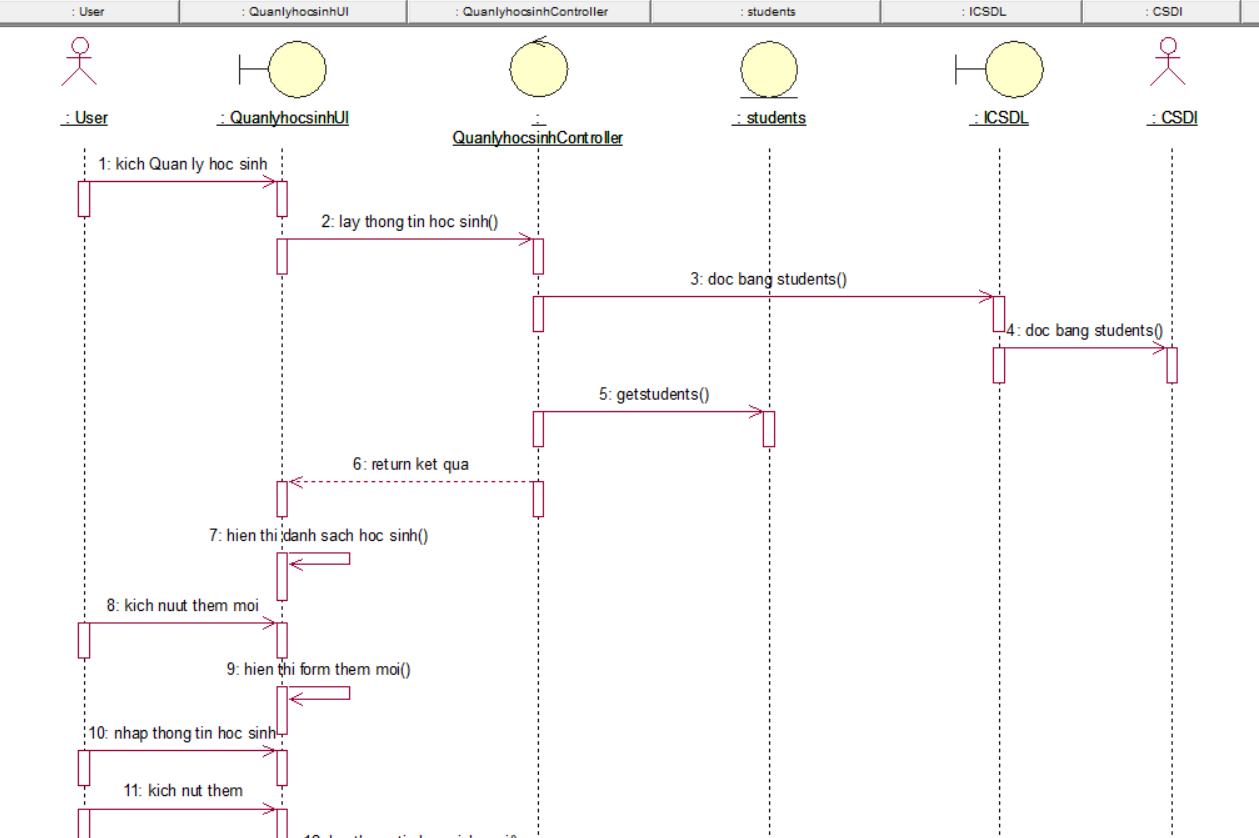 : User
: QuanlyhocsinhUI
: QuanlyhocsinhController
: students
: ICSDL
: CSDl
: User
: QuanlyhocsinhUI
:
QuanlyhocsinhController
: students
: ICSDL
: CSDl
1: kich Quan ly hoc sinh
2: lay thong tin hoc sinh()
3: doc bang students()
4: doc bang students()
5: getstudents()
6: return ket qua
7: hien thi danh sach hoc sinh()
8: kich nuut them moi
9: hien thi form them moi()
10: nhap thong tin hoc sinh
11: kich nut them